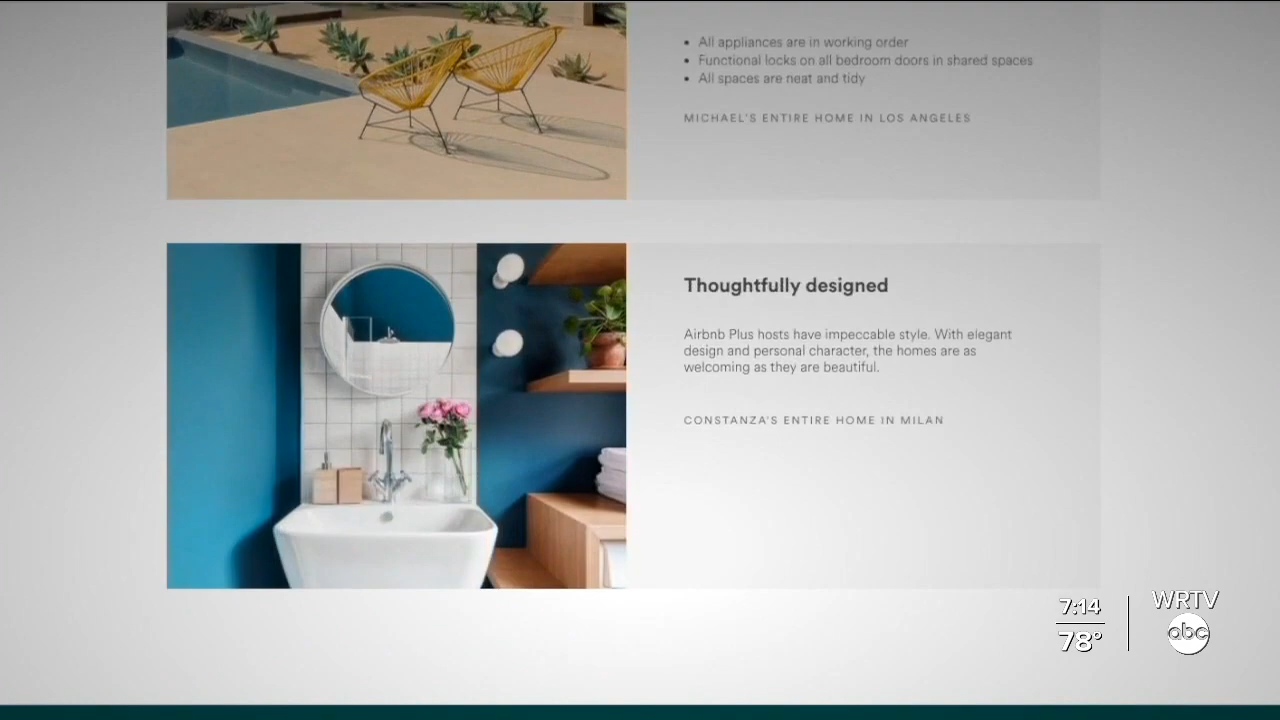 All appliances are in working order
Functional locks on all bedroom doors in shared spaces
All spaces are neat and tidy
MICHAEL'S ENTIRE HOME IN LOS ANGELES
Thoughtfully designed
Airbnb Plus hosts have impeccable style. With elegant
design and personal character, the homes are as
welcoming as they are beautiful.
CONSTANZA'S ENTIRE HOME IN MILAN
7:14
78°
WRTV
abc